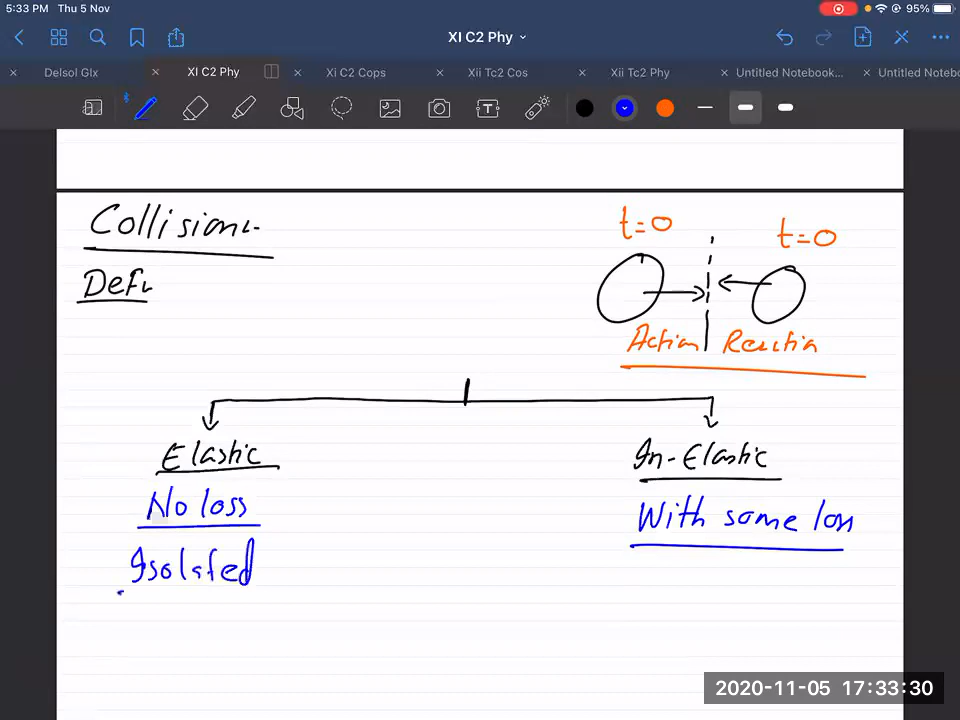 5:33 PM Thu 5 Nov
95%
XI C2 Phy
Delsol Glx
XI C2 Phy
Xi C2 Cops
Xii Tc2 Cos
Xii Tc2 Phy
Untitled Notebook...
Untitled Notebo
Collision:-
t=0
t=0
Def:
Action
Reaction
Elastic
In-Elastic
No loss
With some loss
Isolated
2020-11-05 17:33:30